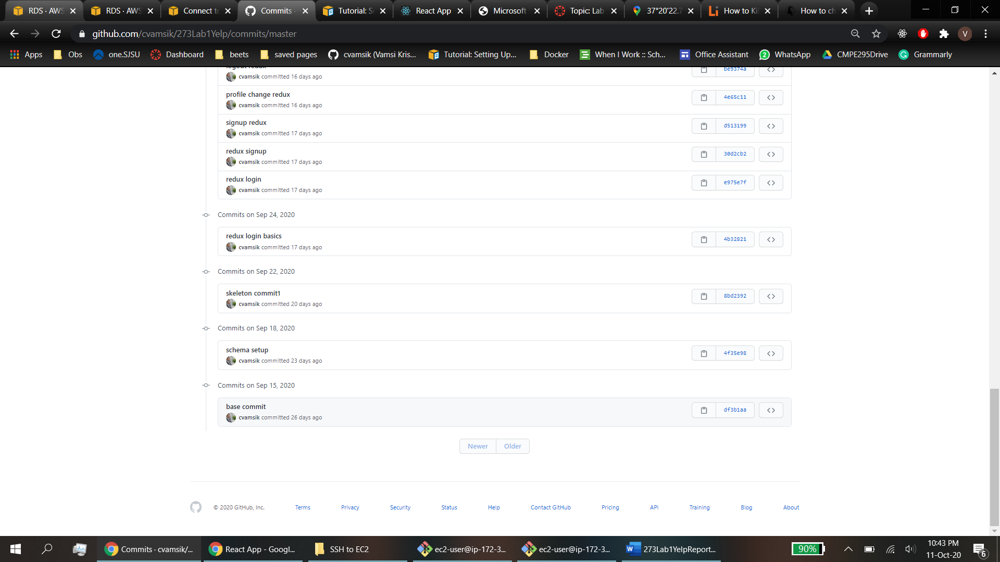 RDS · AWS
RDS · AWS
Connect to
Commits ·
Tutorial: Se
React App
Microsoft
Topic: Lab
37°20'22.7
How to Kil
How to ch
github.com/cvamsik/273Lab1Yelp/commits/master
V
Apps
Obs
one.SJSU
Dashboard
beets
saved pages
cvamsik (Vamsi Kris...
Tutorial: Setting Up...
Docker
When I Work :: Sch...
Office Assistant
WhatsApp
CMPE295Drive
Grammarly
logout redux
be9374a
cvamsik committed 16 days ago
profile change redux
4e65c11
cvamsik committed 16 days ago
signup redux
d513199
cvamsik committed 17 days ago
redux signup
30d2cb2
cvamsik committed 17 days ago
redux login
e975e7f
cvamsik committed 17 days ago
Commits on Sep 24, 2020
redux login basics
4b32821
cvamsik committed 17 days ago
Commits on Sep 22, 2020
skeleton commit1
8bd2392
cvamsik committed 20 days ago
Commits on Sep 18, 2020
schema setup
4f35e98
cvamsik committed 23 days ago
Commits on Sep 15, 2020
base commit
df3b1aa
cvamsik committed 26 days ago
Newer
Older
© 2020 GitHub, Inc.
Terms
Privacy
Security
Status
Help
Contact GitHub
Pricing
API
Training
Blog
About
Commits · cvamsik/...
React App - Googl...
SSH to EC2
ec2-user@ip-172-3...
ec2-user@ip-172-3...
273Lab1YelpReport...
90%
10:43 PM
11-Oct-20
6